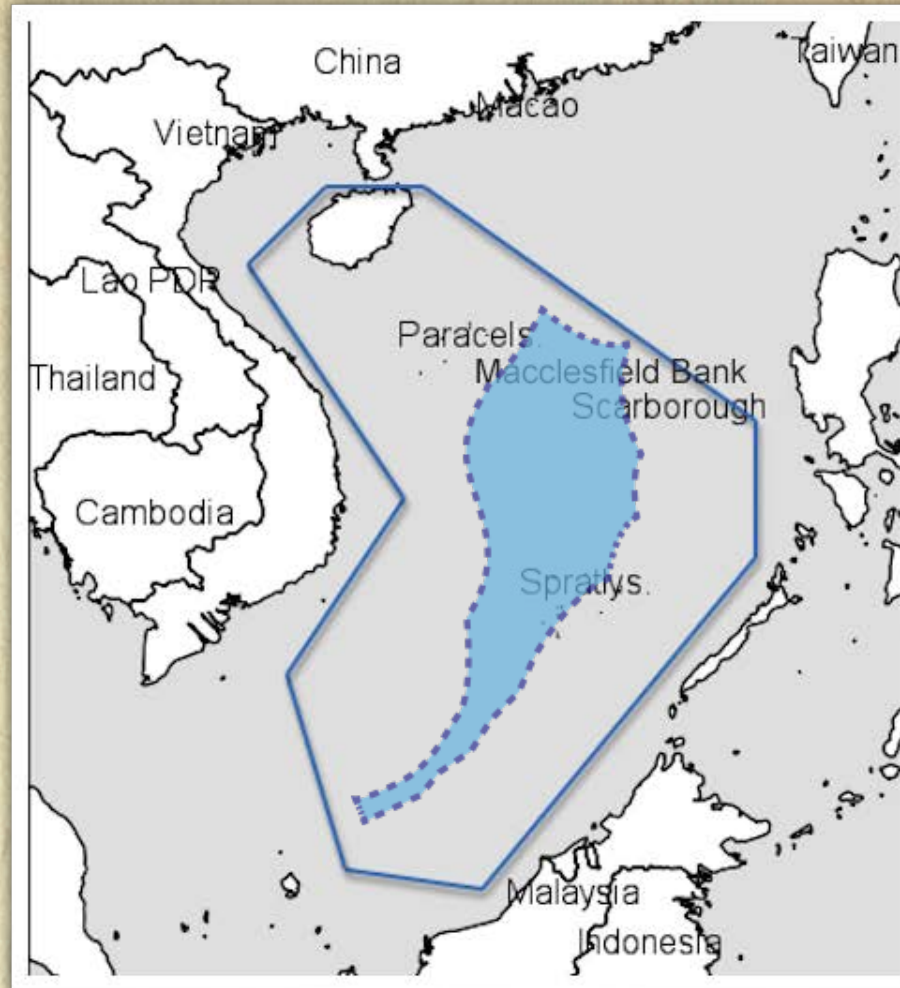 China
Taiwan
Macao
Vietnam
Lao PDR
Paracels
Macclesfield Bank
Thailand
Scarborough
Cambodia
Spratlys
Malaysia
Indonesia